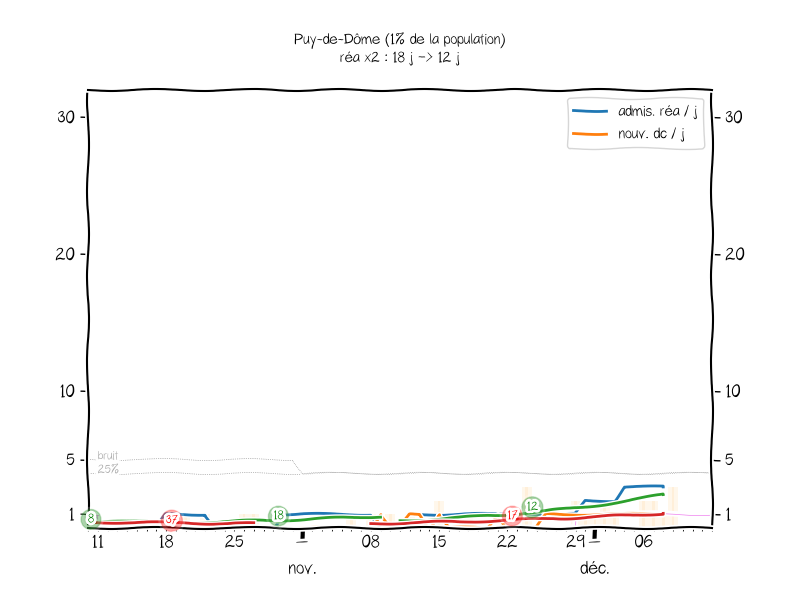 Puy-de-Dôme (1% de la population)
réa x2 : 18 j -> 12 j
admis. réa / j
nouv. dc / j
30 30
20 20
10 10
5 5
1 1
bruit
25%
8 37 18 17 12
11 18 25 08 15 22 29 06
nov. déc.